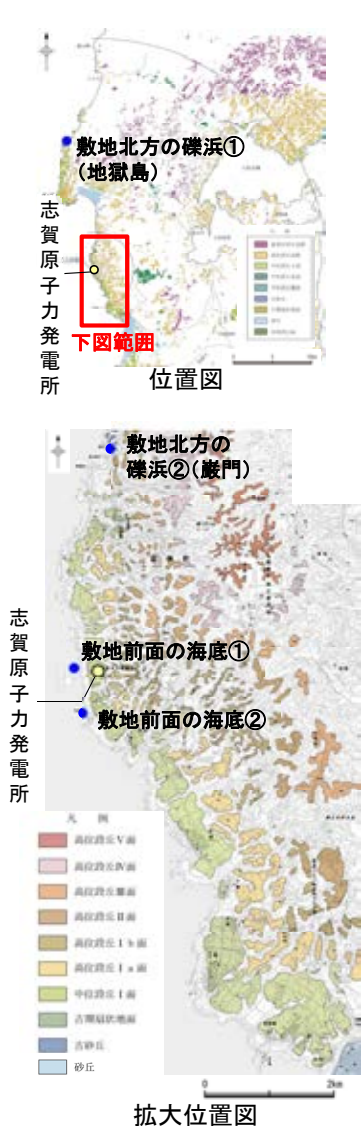 敷地北方の礫浜①
(地獄島)
志賀原子力発電所
下図範囲
位置図
敷地北方の
礫浜②(巌門)
敷地前面の海底①
志賀原子力発電所
敷地前面の海底②
凡 例
高位段丘Ⅴ面
高位段丘Ⅳ面
高位段丘Ⅲ面
高位段丘Ⅱ面
高位段丘Ⅰb面
高位段丘Ⅰa面
中位段丘Ⅰ面
古期扇状地面
古砂丘
砂丘
0 2km
拡大位置図